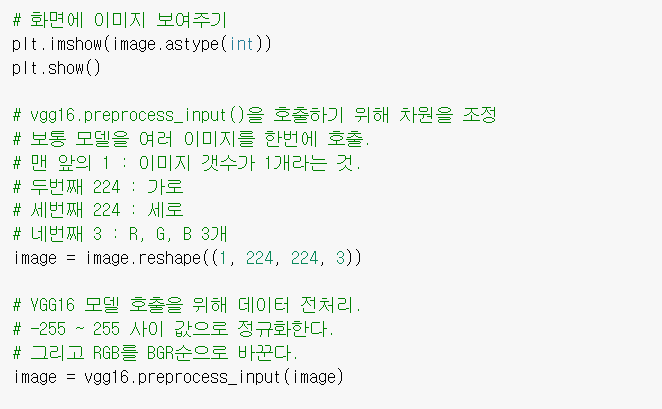 # 화면에 이미지 보여주기
plt.imshow(image.astype(int))
plt.show()
# vgg16.preprocess_input()을 호출하기 위해 차원을 조정
# 보통 모델을 여러 이미지를 한번에 호출.
# 맨 앞의 1 : 이미지 갯수가 1개라는 것.
# 두번째 224 : 가로
# 세번째 224 : 세로
# 네번째 3 : R, G, B 3개
image = image.reshape((1, 224, 224, 3))
# VGG16 모델 호출을 위해 데이터 전처리.
# -255 ~ 255 사이 값으로 정규화한다.
# 그리고 RGB를 BGR순으로 바꾼다.
image = vgg16.preprocess_input(image)